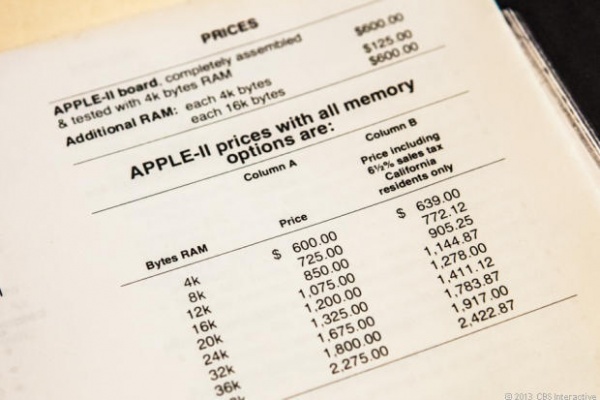 PRICES
APPLE-II board, completely assembled
& tested with 4k bytes RAM $600.00
Additional RAM: each 4k bytes $125.00
each 16k bytes $600.00
APPLE-II prices with all memory
options are:
Column A Column B
Price including
6½% sales tax
California
residents only
Bytes RAM Price
4k $ 600.00 $ 639.00
8k 725.00 772.12
12k 850.00 905.25
16k 1,075.00 1,144.87
20k 1,200.00 1,278.00
24k 1,325.00 1,411.12
32k 1,675.00 1,783.87
36k 1,800.00 1,917.00
2,275.00 2,422.87
© 2013 CBS Interactive